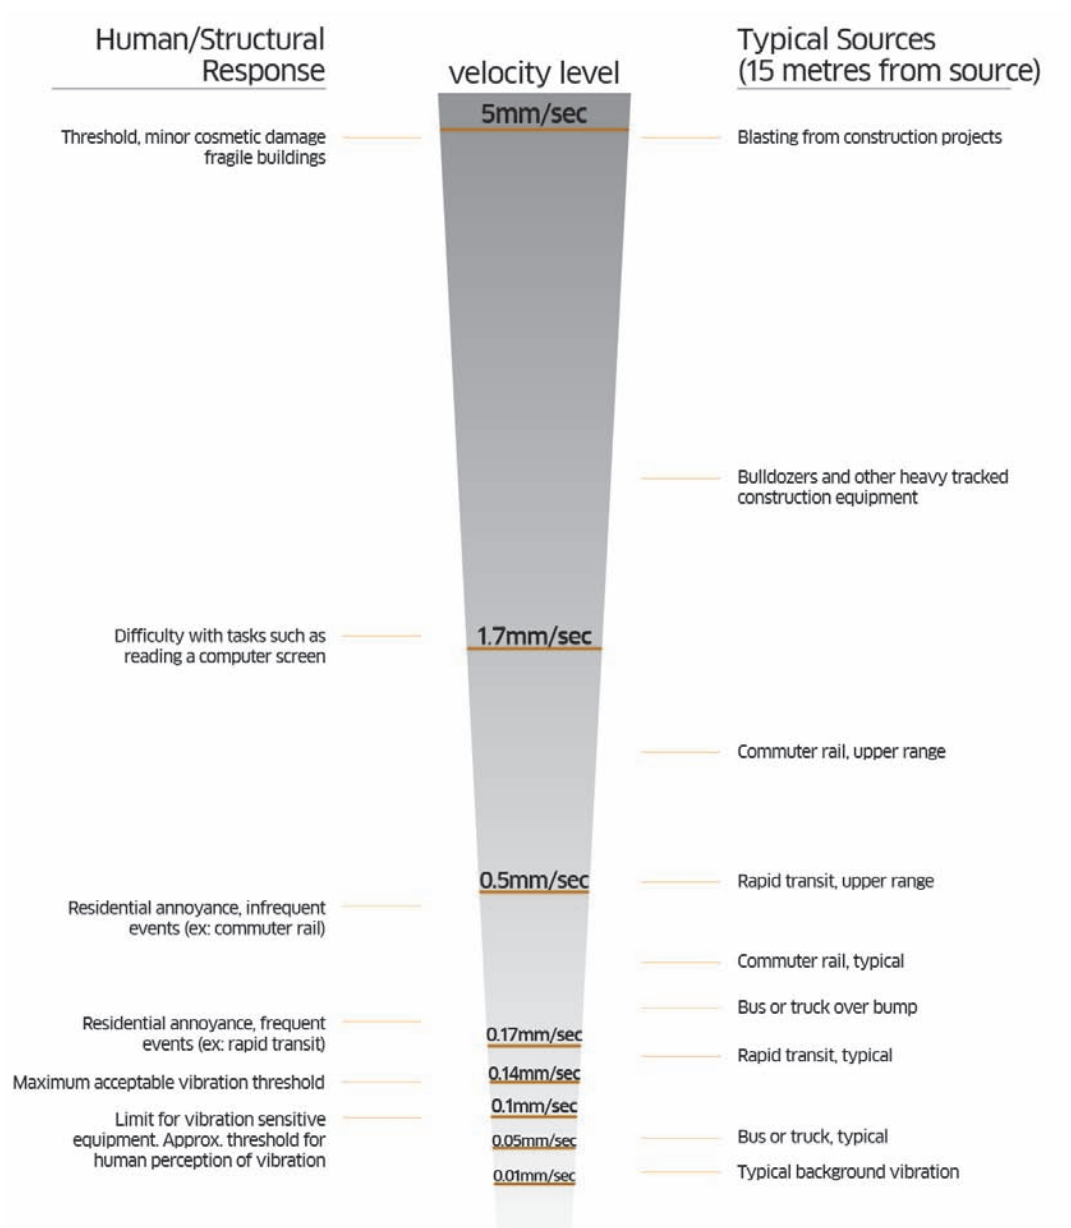 Human/Structural
Response
velocity level
Typical Sources
(15 metres from source)
5mm/sec
Threshold, minor cosmetic damage
fragile buildings
Blasting from construction projects
Bulldozers and other heavy tracked
construction equipment
Difficulty with tasks such as
reading a computer screen
1.7mm/sec
Commuter rail, upper range
0.5mm/sec
Rapid transit, upper range
Residential annoyance, infrequent
events (ex: commuter rail)
Commuter rail, typical
Bus or truck over bump
Residential annoyance, frequent
events (ex: rapid transit)
0.17mm/sec
Rapid transit, typical
Maximum acceptable vibration threshold
0.14mm/sec
0.1mm/sec
Limit for vibration sensitive
equipment. Approx. threshold for
human perception of vibration
0.05mm/sec
Bus or truck, typical
0.01mm/sec
Typical background vibration